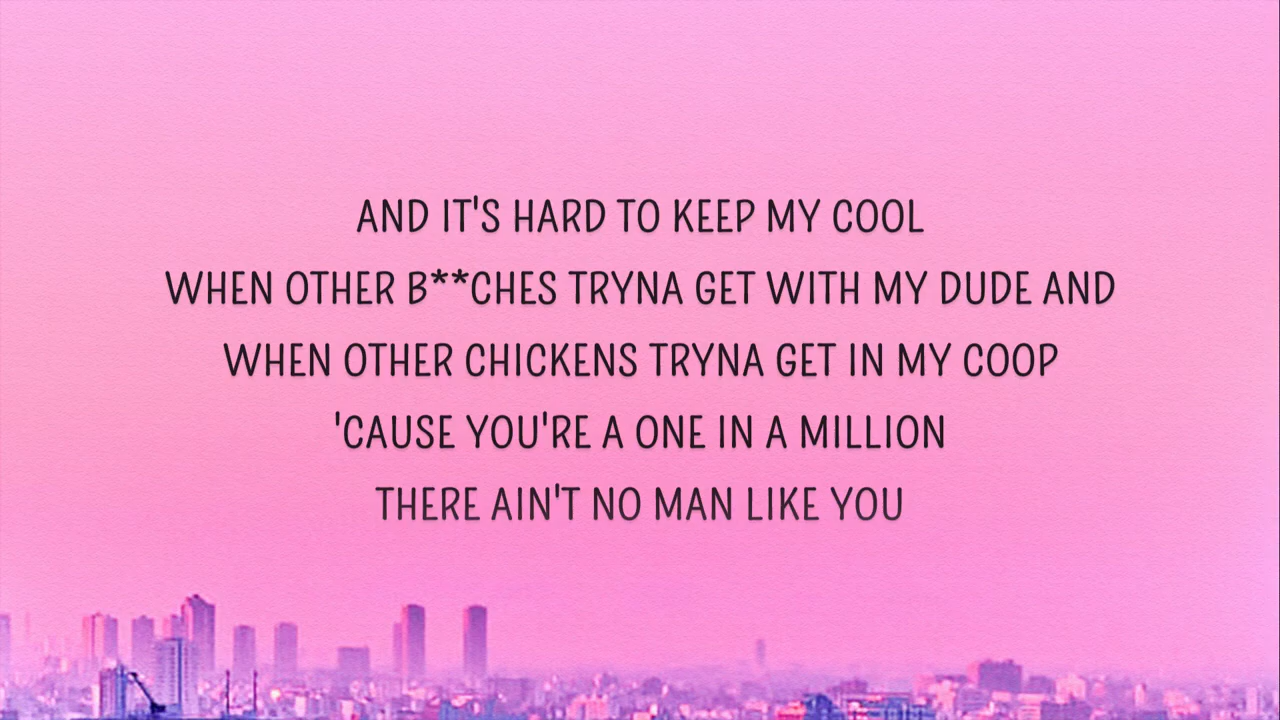 AND IT'S HARD TO KEEP MY COOL
WHEN OTHER B**CHES TRYNA GET WITH MY DUDE AND
WHEN OTHER CHICKENS TRYNA GET IN MY COOP
'CAUSE YOU'RE A ONE IN A MILLION
THERE AIN'T NO MAN LIKE YOU